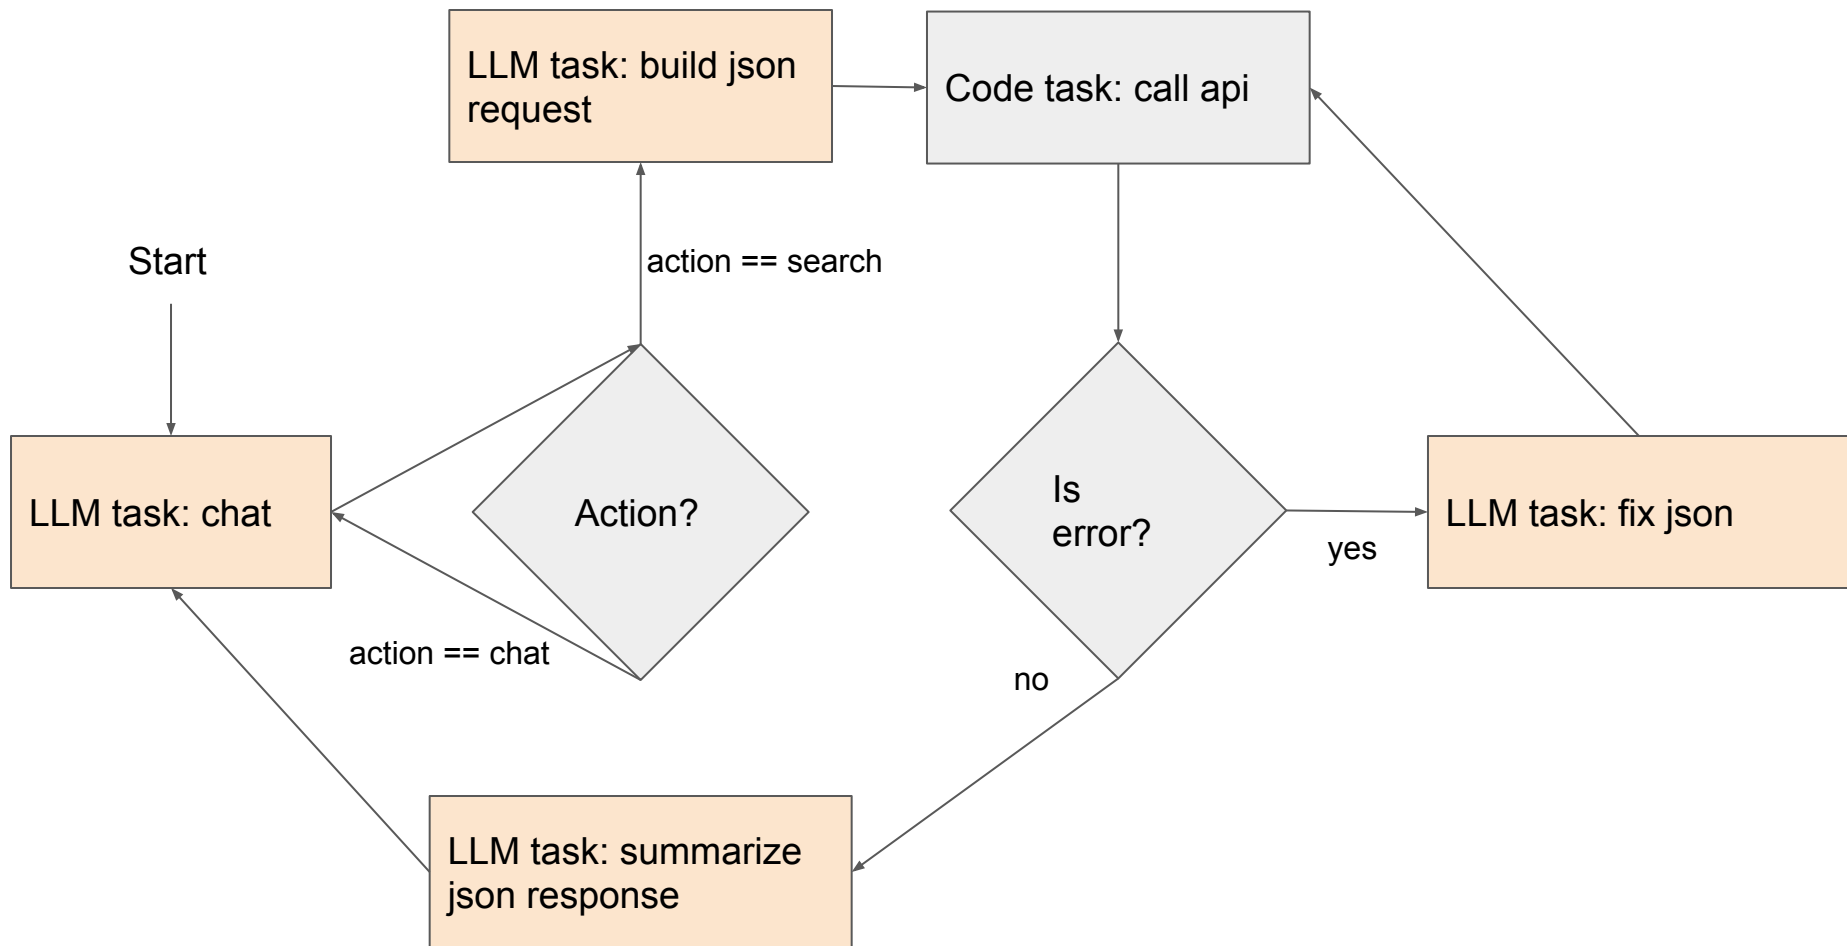 LLM task: build json
request
Code task: call api
Start
action == search
LLM task: chat
Action?
Is
error?
yes
LLM task: fix json
action == chat
no
LLM task: summarize
json response